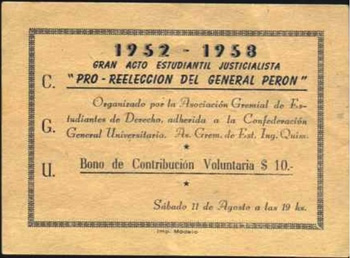 1952 - 1958
GRAN ACTO ESTUDIANTIL JUSTICIALISTA
"PRO-REELECCION DEL GENERAL PERON"
C. G. U.
Organizado por la Asociación Gremial de Es-
tudiantes de Derecho, adherida a la Confederación
General Universitaria. As. Grem. de Est. Ing. Quim.
Bono de Contribución Voluntaria $ 10.-
Sábado 11 de Agosto a las 19 hs.
Imp. Modelo